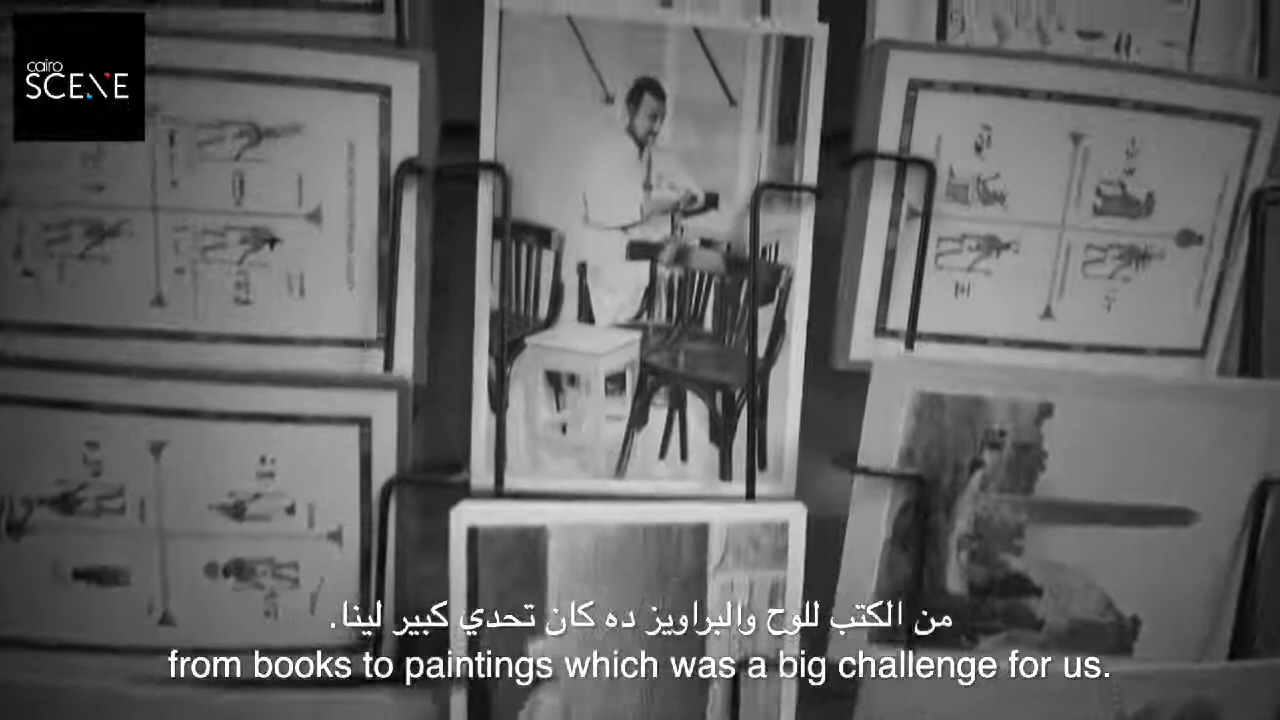 cairo
SCENE
من الكتب للوح والبراويز ده كان تحدي كبير لينا.
from books to paintings which was a big challenge for us.